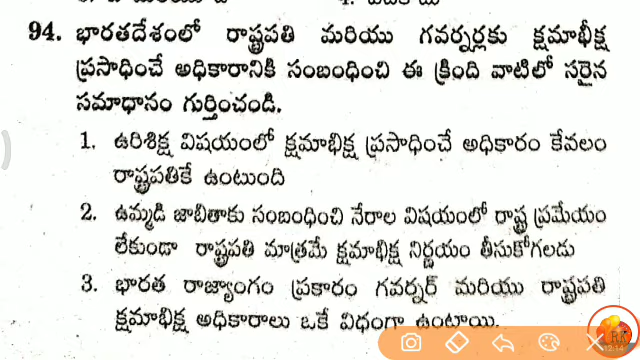 94. భారతదేశంలో రాష్ట్రపతి మరియు గవర్నర్లకు క్షమాభీక్ష
ప్రసాధించే అధికారానికి సంబంధించి ఈ క్రింది వాటిలో సరైన
సమాధానం గుర్తించండి.
1. ఉరిశిక్ష విషయంలో క్షమాభిక్ష ప్రసాధించే అధికారం కేవలం
రాష్ట్రపతికే ఉంటుంది
2. ఉమ్మడి జాబితాకు సంబంధించి నేరాల విషయంలో రాష్ట్ర ప్రమేయం
లేకుండా రాష్ట్రపతి మాత్రమే క్షమాభిక్ష నిర్ణయం తీసుకోగలడు
3. భారత రాజ్యాంగం ప్రకారం గవర్నర్ మరియు రాష్ట్రపతి
క్షమాభిక్ష అధికారాలు ఒకే విధంగా ఉంటాయి.
12:14